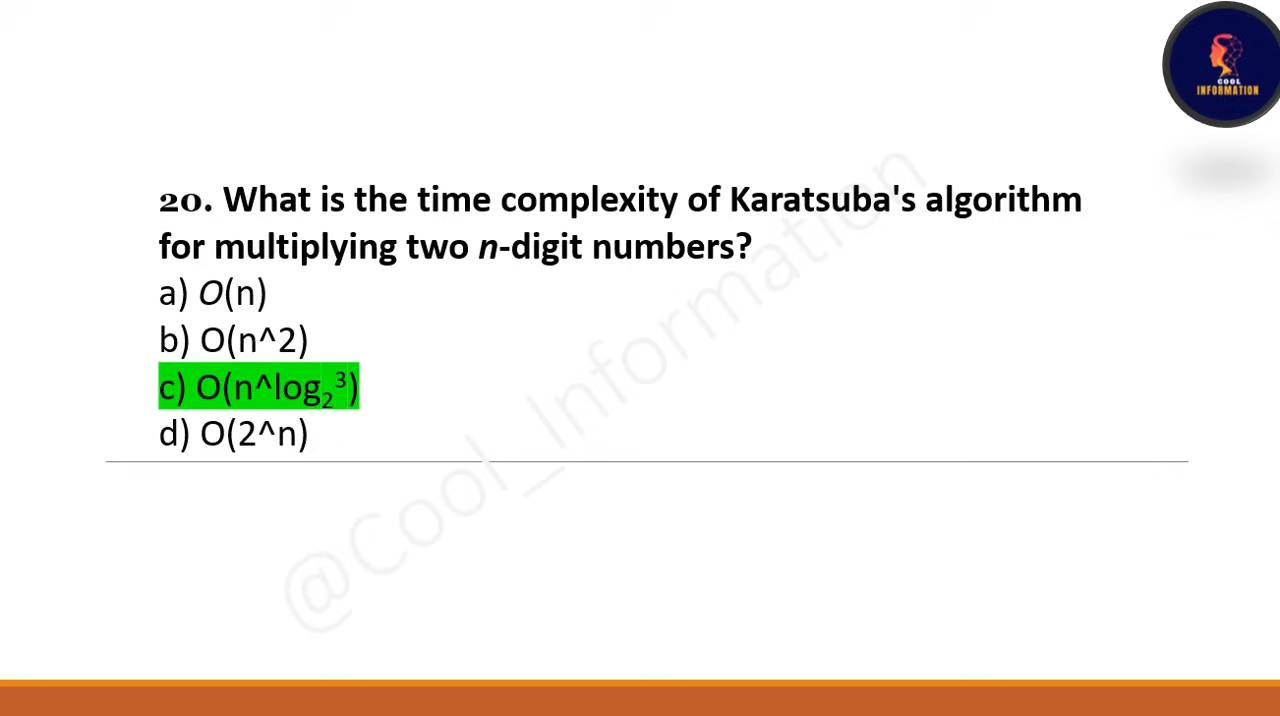 COOL
INFORMATION
20. What is the time complexity of Karatsuba's algorithm
for multiplying two n-digit numbers?
a) O(n)
b) O(n^2)
c) O(n^log₂³)
d) O(2^n)
@Cool_Information